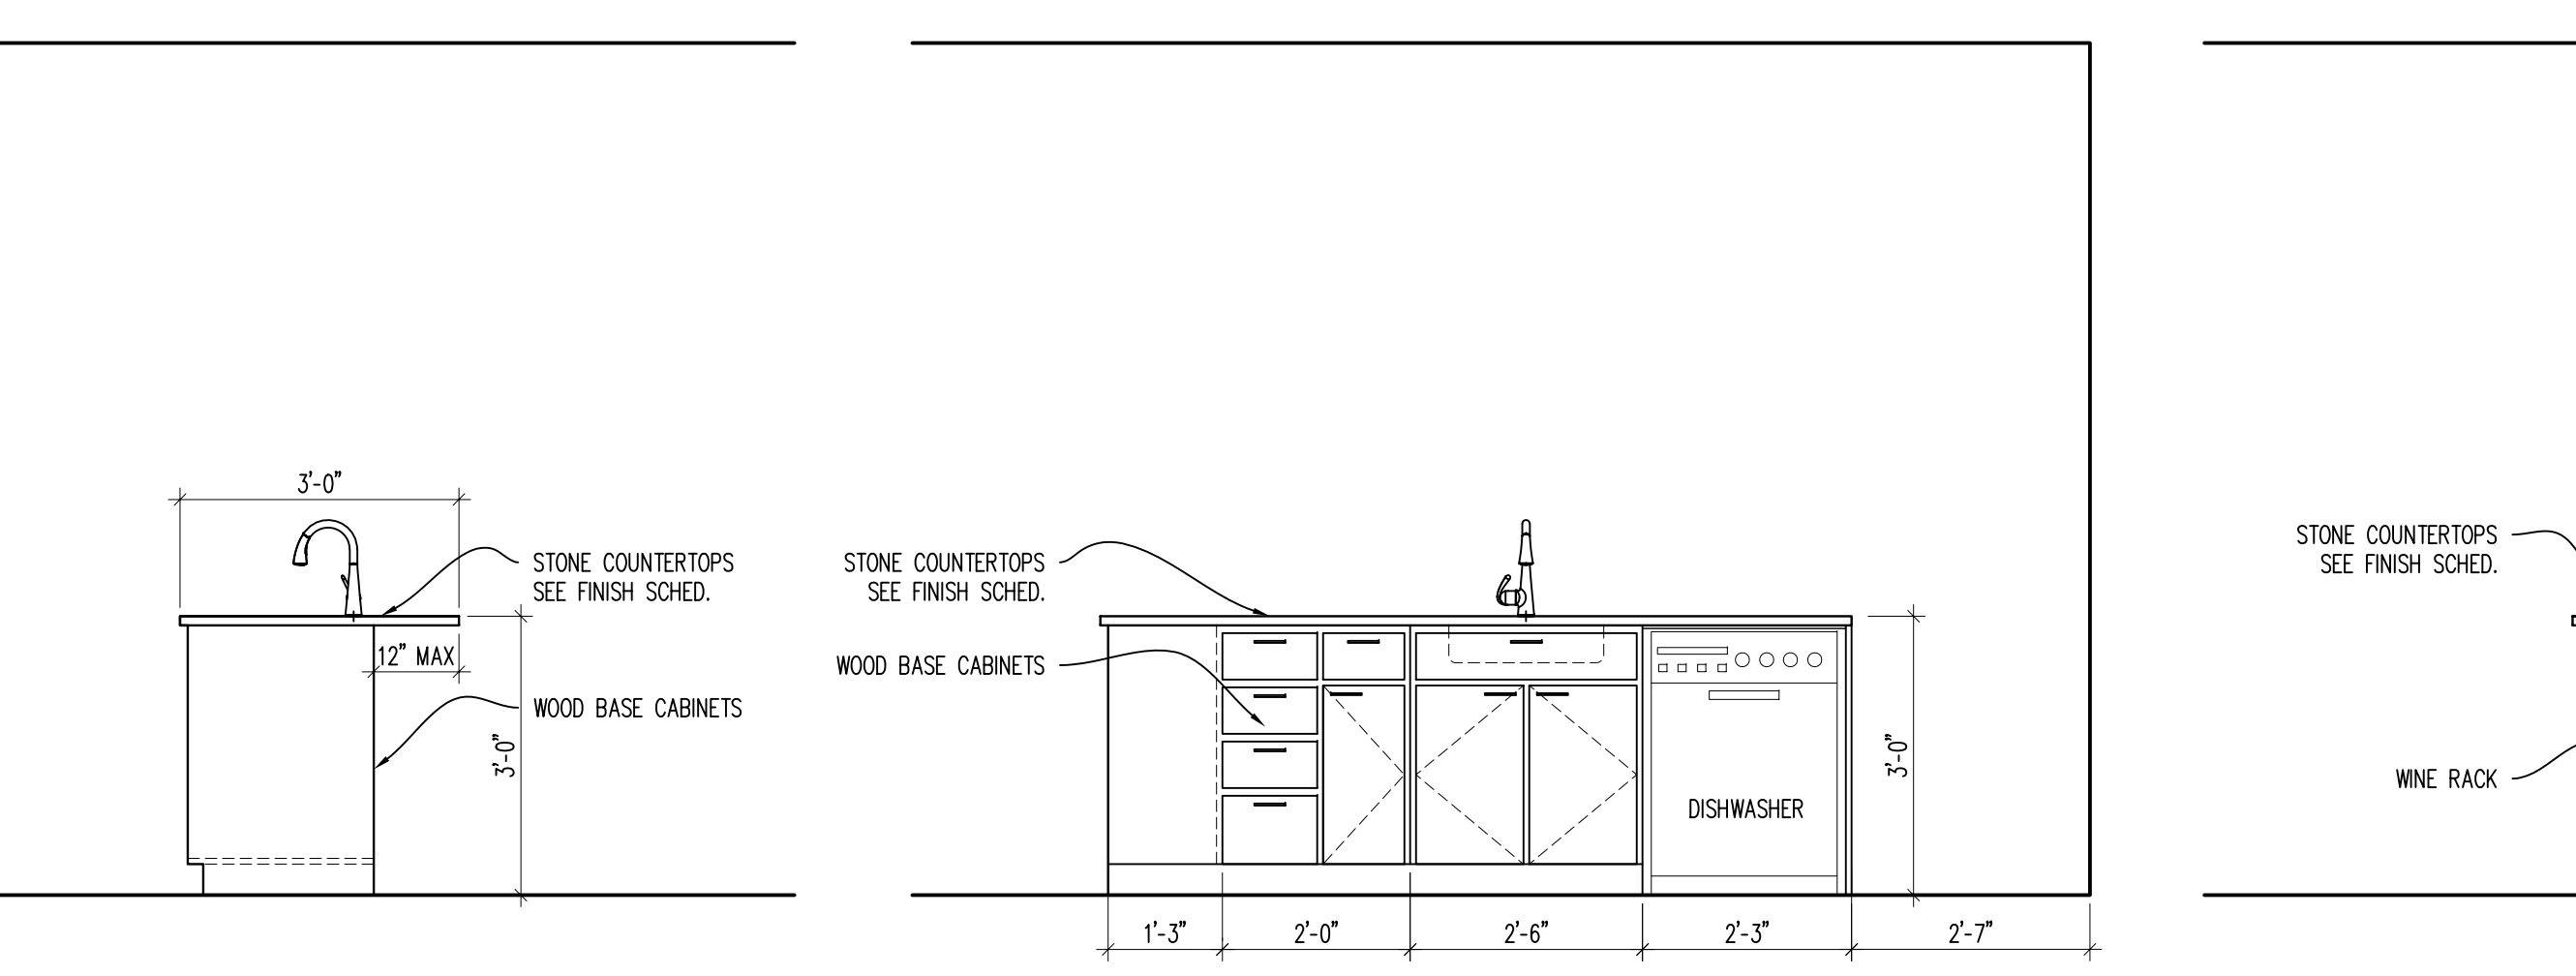 3'-0"
STONE COUNTERTOPS
SEE FINISH SCHED.
12" MAX
WOOD BASE CABINETS
3'-0"
STONE COUNTERTOPS
SEE FINISH SCHED.
WOOD BASE CABINETS
DISHWASHER
3'-0"
1'-3"
2'-0"
2'-6"
2'-3"
2'-7"
STONE COUNTERTOPS
SEE FINISH SCHED.
WINE RACK